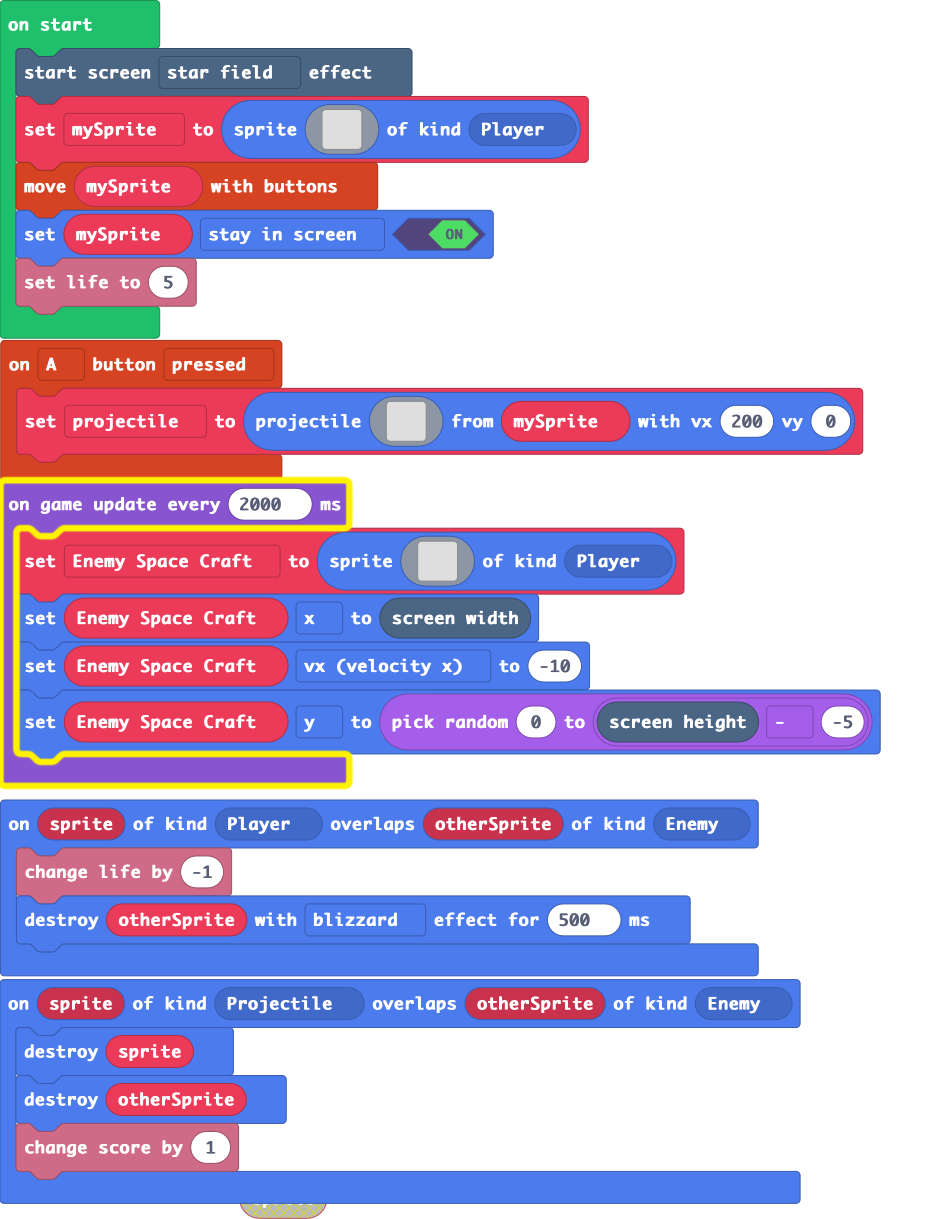 on start
start screen star field effect
set mySprite to sprite of kind Player
move mySprite with buttons
set mySprite stay in screen ON
set life to 5
on A button pressed
set projectile to projectile from mySprite with vx 200 vy 0
on game update every 2000 ms
set Enemy Space Craft to sprite of kind Player
set Enemy Space Craft x to screen width
set Enemy Space Craft vx (velocity x) to -10
set Enemy Space Craft y to pick random 0 to screen height - -5
on sprite of kind Player overlaps otherSprite of kind Enemy
change life by -1
destroy otherSprite with blizzard effect for 500 ms
on sprite of kind Projectile overlaps otherSprite of kind Enemy
destroy sprite
destroy otherSprite
change score by 1